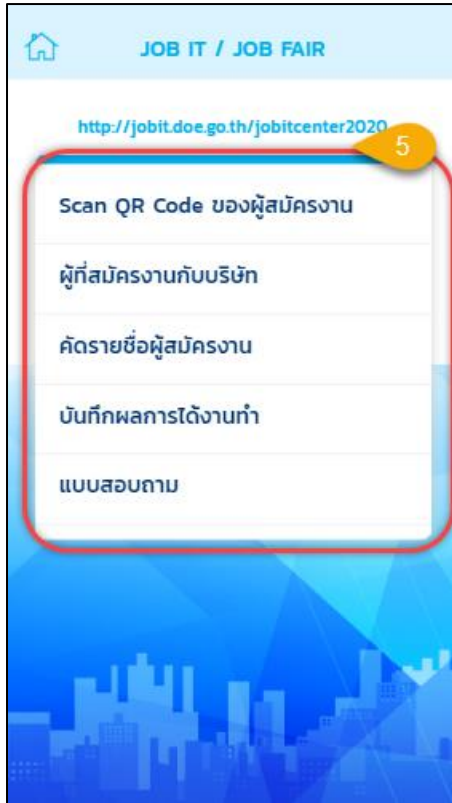 JOB IT / JOB FAIR
http://jobit.doe.go.th/jobitcenter2020
5
Scan QR Code ของผู้สมัครงาน
ผู้ที่สมัครงานกับบริษัท
คัดรายชื่อผู้สมัครงาน
บันทึกผลการได้งานทำ
แบบสอบถาม